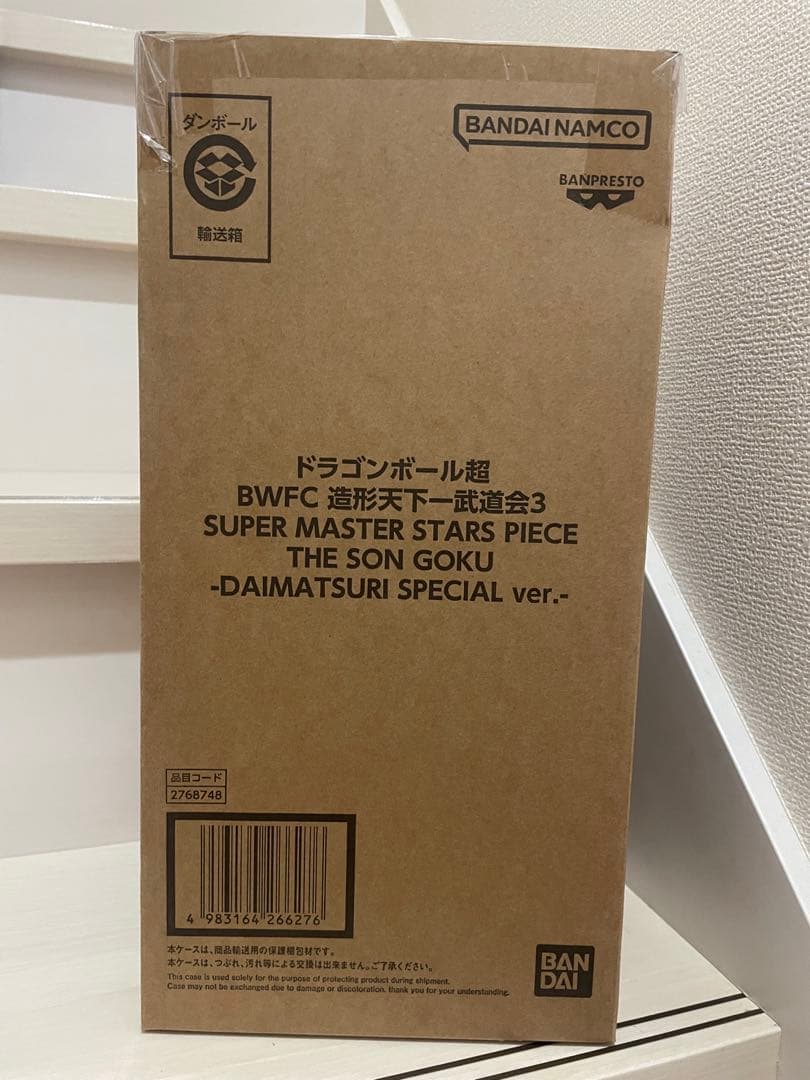 ダンボール
輸送箱
BANDAI NAMCO
BANPRESTO
ドラゴンボール超
BWFC 造形天下一武道会3
SUPER MASTER STARS PIECE
THE SON GOKU
-DAIMATSURI SPECIAL ver.-
品目コード
2768748
4 983164 266276
本ケースは、商品輸送用の保護梱包材です。
本ケースは、つぶれ、汚れ等による交換は出来ません。ご了承ください。
This case is used solely for the purpose of protecting product during shipment.
Case may not be exchanged due to damage or discoloration. thank you for your understanding.
BAN
DAI